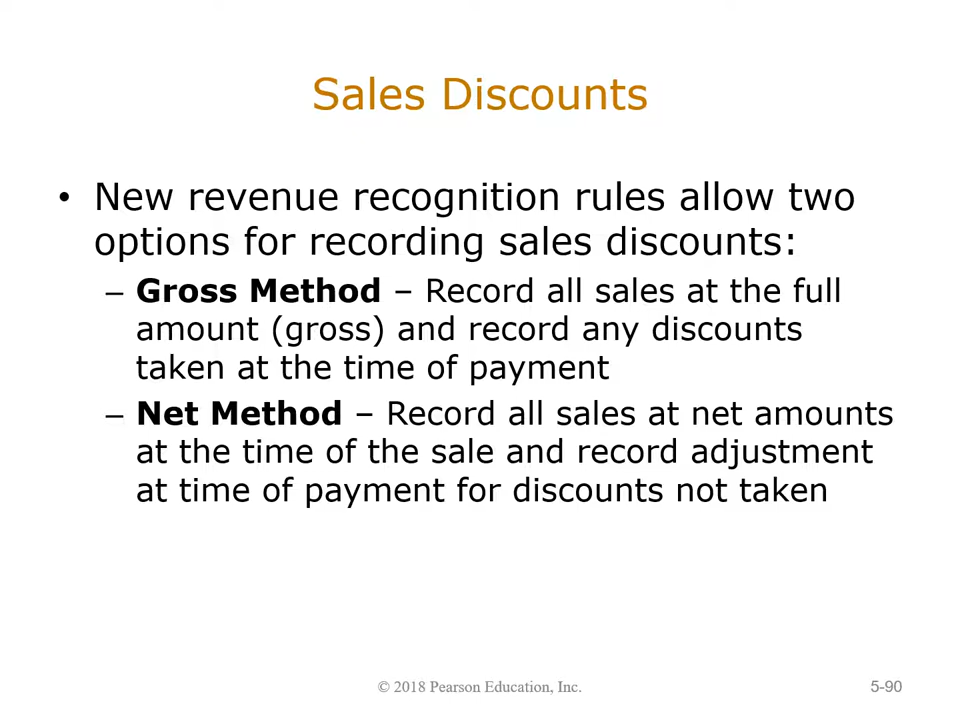 Sales Discounts
• New revenue recognition rules allow two
options for recording sales discounts:
– Gross Method – Record all sales at the full
amount (gross) and record any discounts
taken at the time of payment
– Net Method – Record all sales at net amounts
at the time of the sale and record adjustment
at time of payment for discounts not taken
© 2018 Pearson Education, Inc.
5-90